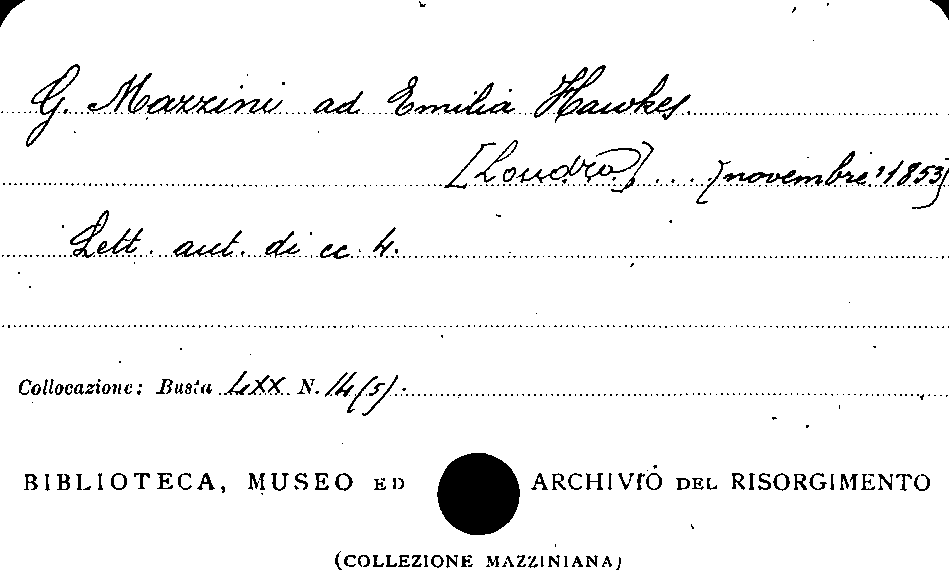 G. Mazzini ad Emilia Hawkes.
[Londra], ... [novembre 1853]
Lett. aut. di cc. 4.
Collocazione: Busta LXX N. 14(5).
BIBLIOTECA, MUSEO ED ARCHIVIO DEL RISORGIMENTO
(COLLEZIONE MAZZINIANA)